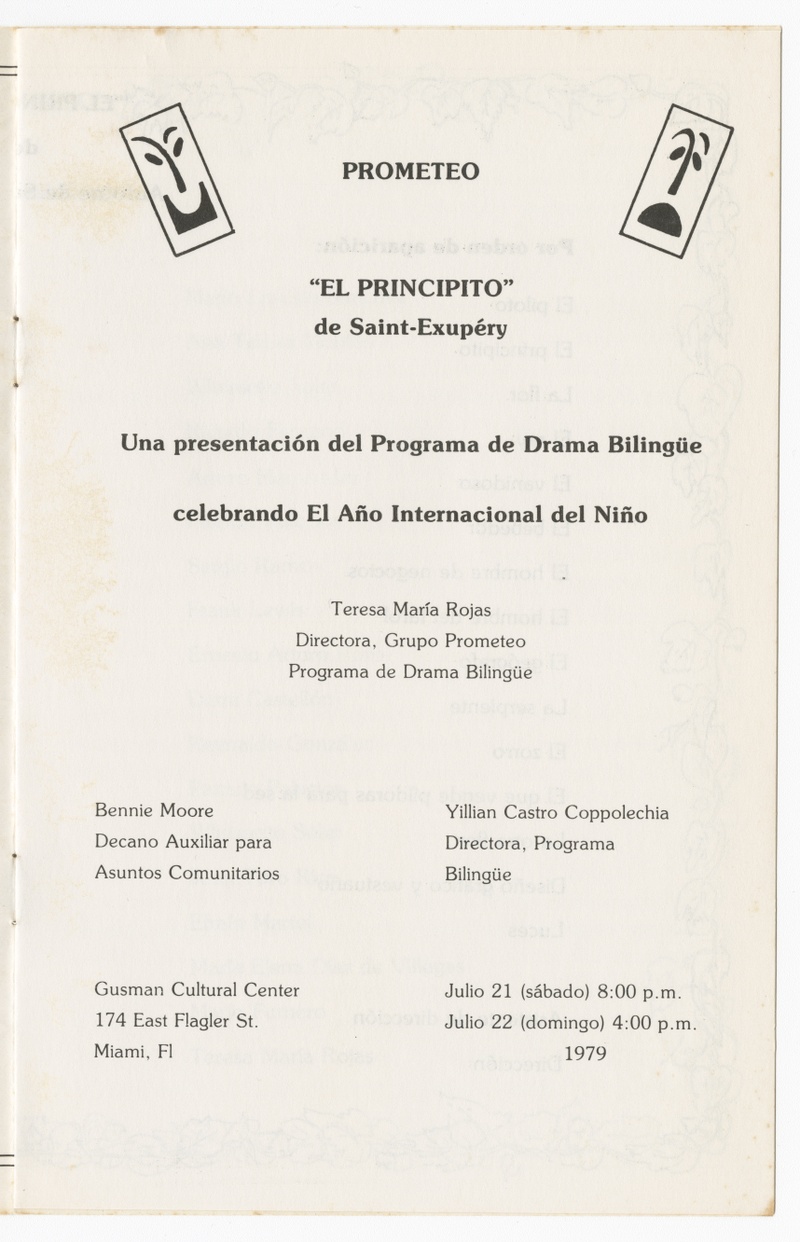 PROMETEO
“EL PRINCIPITO”
de Saint-Exupéry
Una presentación del Programa de Drama Bilingüe
celebrando El Año Internacional del Niño
Teresa María Rojas
Directora, Grupo Prometeo
Programa de Drama Bilingüe
Bennie Moore
Decano Auxiliar para
Asuntos Comunitarios
Yillian Castro Coppolechia
Directora, Programa
Bilingüe
Gusman Cultural Center
174 East Flagler St.
Miami, Fl
Julio 21 (sábado) 8:00 p.m.
Julio 22 (domingo) 4:00 p.m.
1979